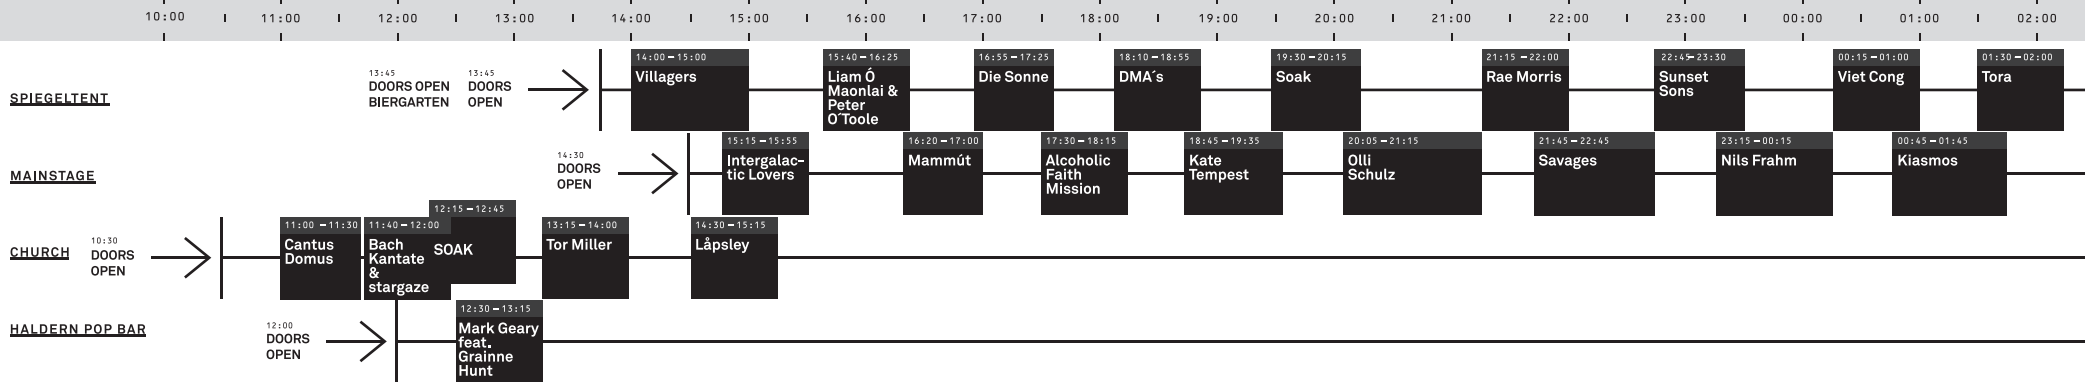 10:00 11:00 12:00 13:00 14:00 15:00 16:00 17:00 18:00 19:00 20:00 21:00 22:00 23:00 00:00 01:00 02:00
SPIEGELTENT
13:45
DOORS OPEN
BIERGARTEN
13:45
DOORS
OPEN
14:00–15:00
Villagers
15:40–16:25
Liam Ó
Maonlai &
Peter
O´Toole
16:55–17:25
Die Sonne
18:10–18:55
DMA´s
19:30–20:15
Soak
21:15–22:00
Rae Morris
22:45–23:30
Sunset
Sons
00:15–01:00
Viet Cong
01:30–02:00
Tora
MAINSTAGE
14:30
DOORS
OPEN
15:15–15:55
Intergalac-
tic Lovers
16:20–17:00
Mammút
17:30–18:15
Alcoholic
Faith
Mission
18:45–19:35
Kate
Tempest
20:05–21:15
Olli
Schulz
21:45–22:45
Savages
23:15–00:15
Nils Frahm
00:45–01:45
Kiasmos
CHURCH
10:30
DOORS
OPEN
11:00–11:30
Cantus
Domus
11:40–12:00
Bach
Kantate
&
stargaze
12:15–12:45
SOAK
13:15–14:00
Tor Miller
14:30–15:15
Låpsley
HALDERN POP BAR
12:00
DOORS
OPEN
12:30–13:15
Mark Geary
feat.
Grainne
Hunt